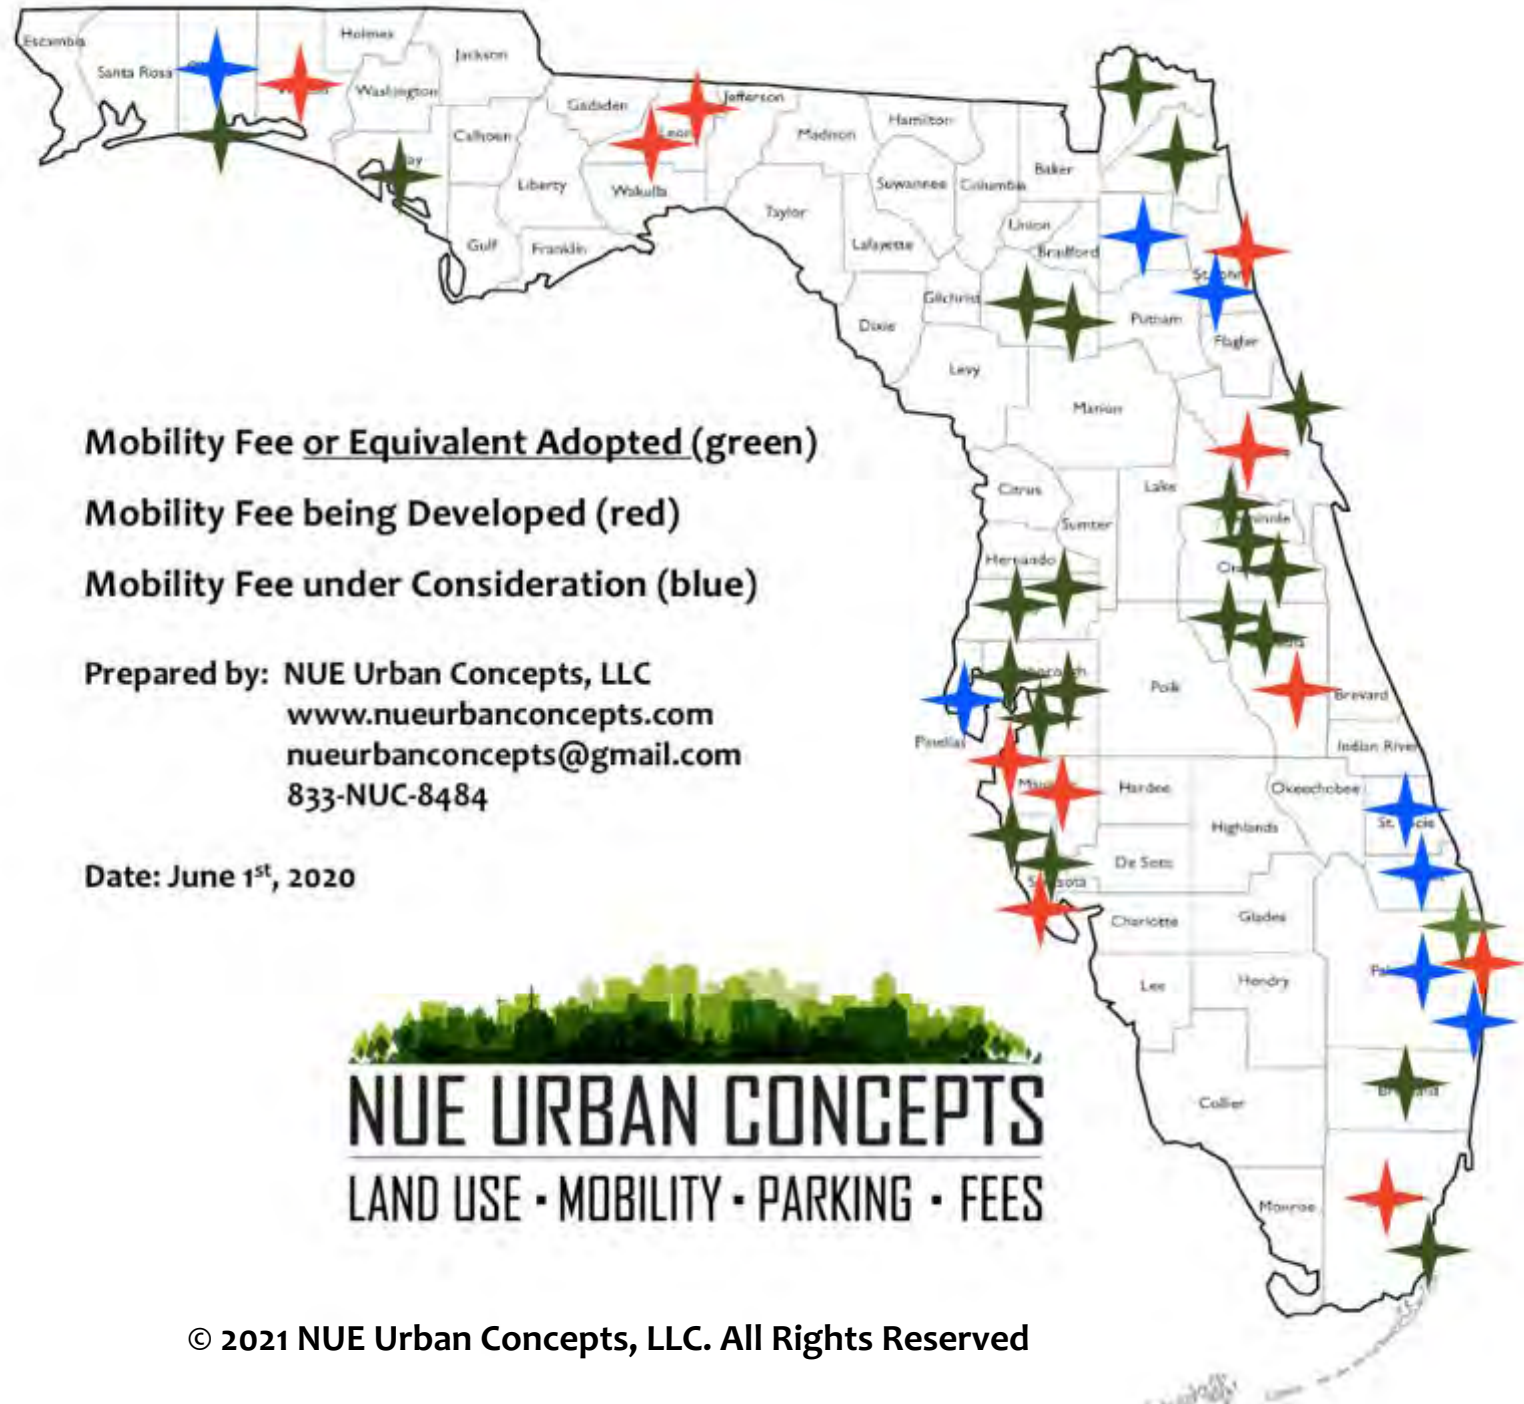 Holmes
Escambia
Jackson
Santa Rosa
Washington
Gadsden
Jefferson
Leon
Calhoun
Madison
Hamilton
Baker
Liberty
Wakulla
Suwannee
Columbia
Taylor
Union
Gulf
Franklin
Lafayette
Bradford
Gilchrist
Dixie
Putnam
Flagler
Levy
Marion
Mobility Fee or Equivalent Adopted (green)
Citrus
Lake
Mobility Fee being Developed (red)
Sumter
Hernando
Mobility Fee under Consideration (blue)
Prepared by: NUE Urban Concepts, LLC
www.nueurbanconcepts.com
nueurbanconcepts@gmail.com
833-NUC-8484
Polk
Brevard
Pinellas
Indian River
Hardee
Okeechobee
Highlands
De Soto
Date: June 1st, 2020
Charlotte
Glades
Lee
Hendry
Collier
Monroe
NUE URBAN CONCEPTS
LAND USE · MOBILITY · PARKING · FEES
© 2021 NUE Urban Concepts, LLC. All Rights Reserved